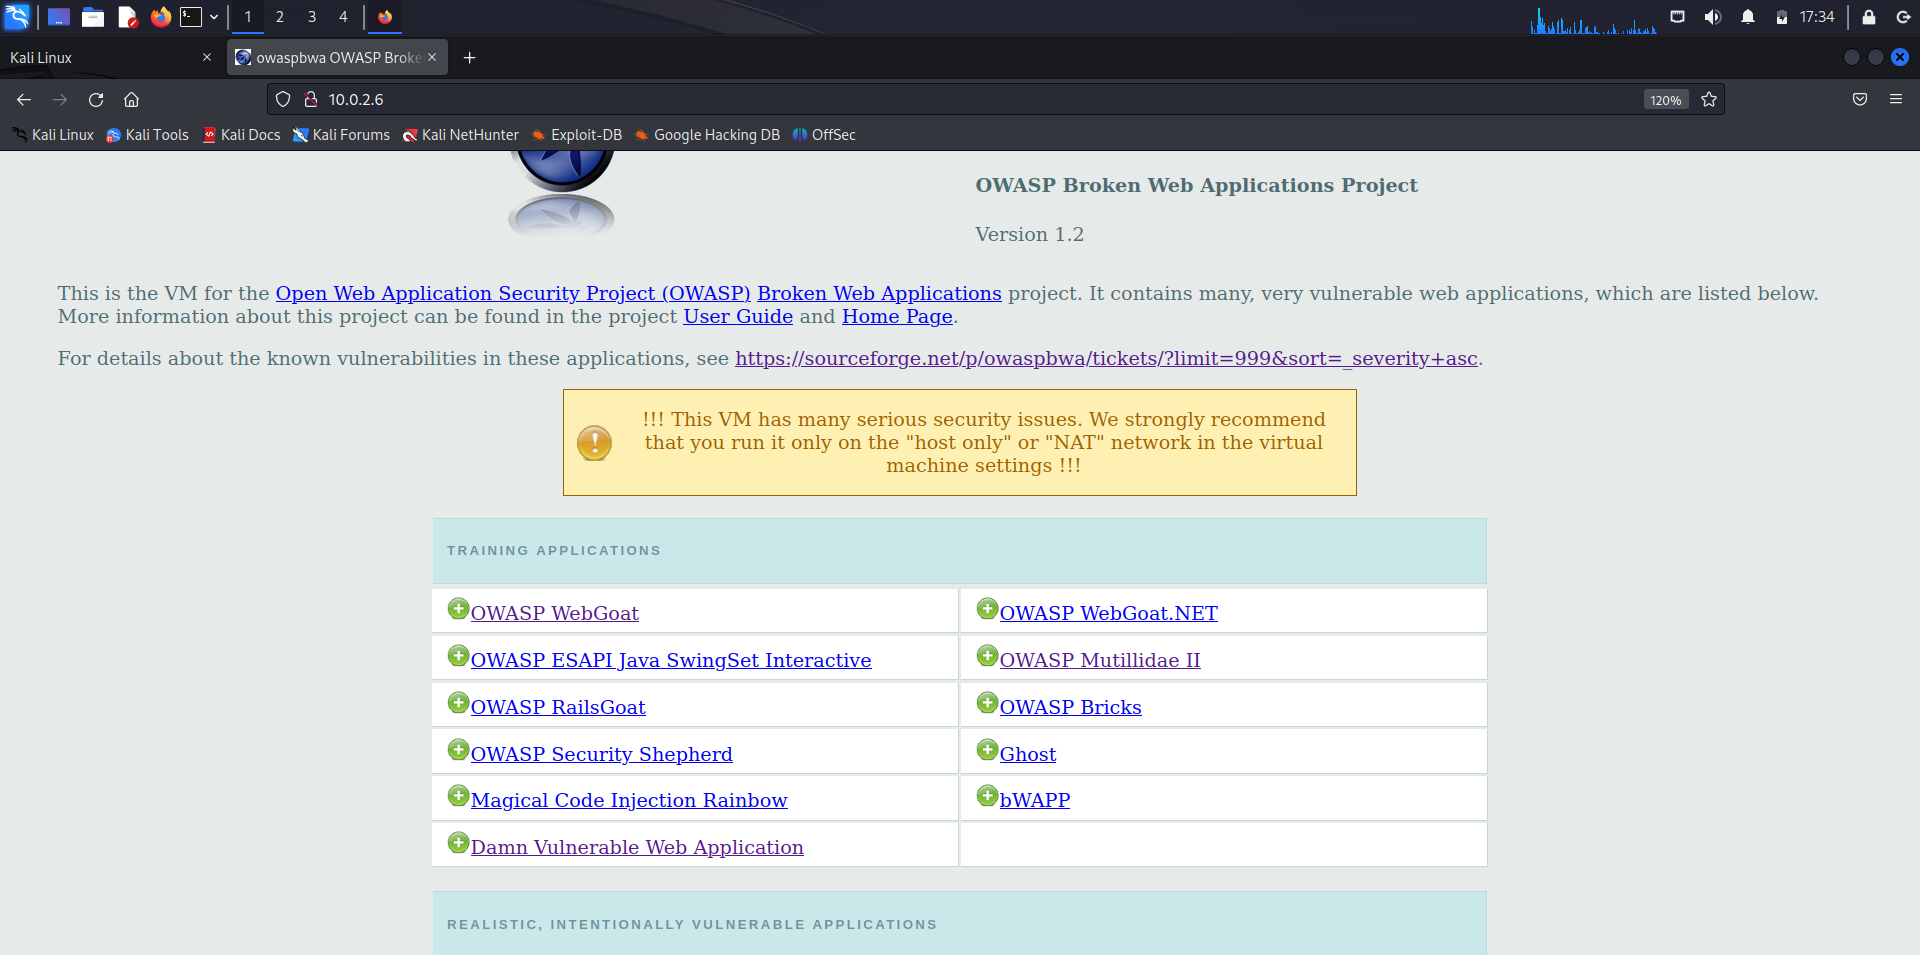 1 2 3 4 17:34
Kali Linux
owaspbwa OWASP Broke
10.0.2.6
120%
Kali Linux Kali Tools Kali Docs Kali Forums Kali NetHunter Exploit-DB Google Hacking DB OffSec
OWASP Broken Web Applications Project
Version 1.2
This is the VM for the Open Web Application Security Project (OWASP) Broken Web Applications project. It contains many, very vulnerable web applications, which are listed below.
More information about this project can be found in the project User Guide and Home Page.
For details about the known vulnerabilities in these applications, see https://sourceforge.net/p/owaspbwa/tickets/?limit=999&sort=_severity+asc.
!!! This VM has many serious security issues. We strongly recommend
that you run it only on the "host only" or "NAT" network in the virtual
machine settings !!!
TRAINING APPLICATIONS
OWASP WebGoat
OWASP WebGoat.NET
OWASP ESAPI Java SwingSet Interactive
OWASP Mutillidae II
OWASP RailsGoat
OWASP Bricks
OWASP Security Shepherd
Ghost
Magical Code Injection Rainbow
bWAPP
Damn Vulnerable Web Application
REALISTIC, INTENTIONALLY VULNERABLE APPLICATIONS